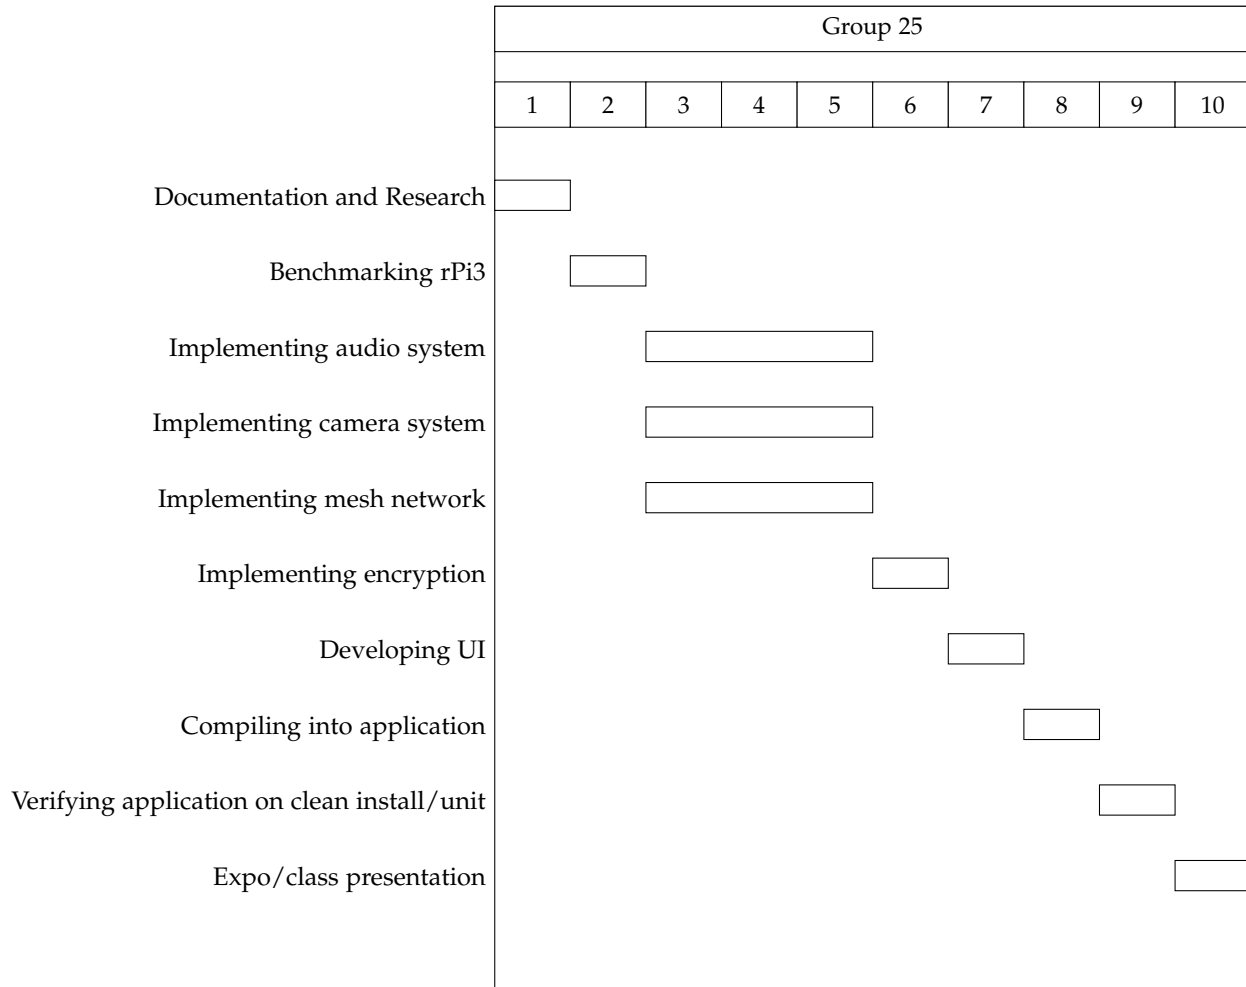 Group 25
1 2 3 4 5 6 7 8 9 10
Documentation and Research
Benchmarking rPi3
Implementing audio system
Implementing camera system
Implementing mesh network
Implementing encryption
Developing UI
Compiling into application
Verifying application on clean install/unit
Expo/class presentation